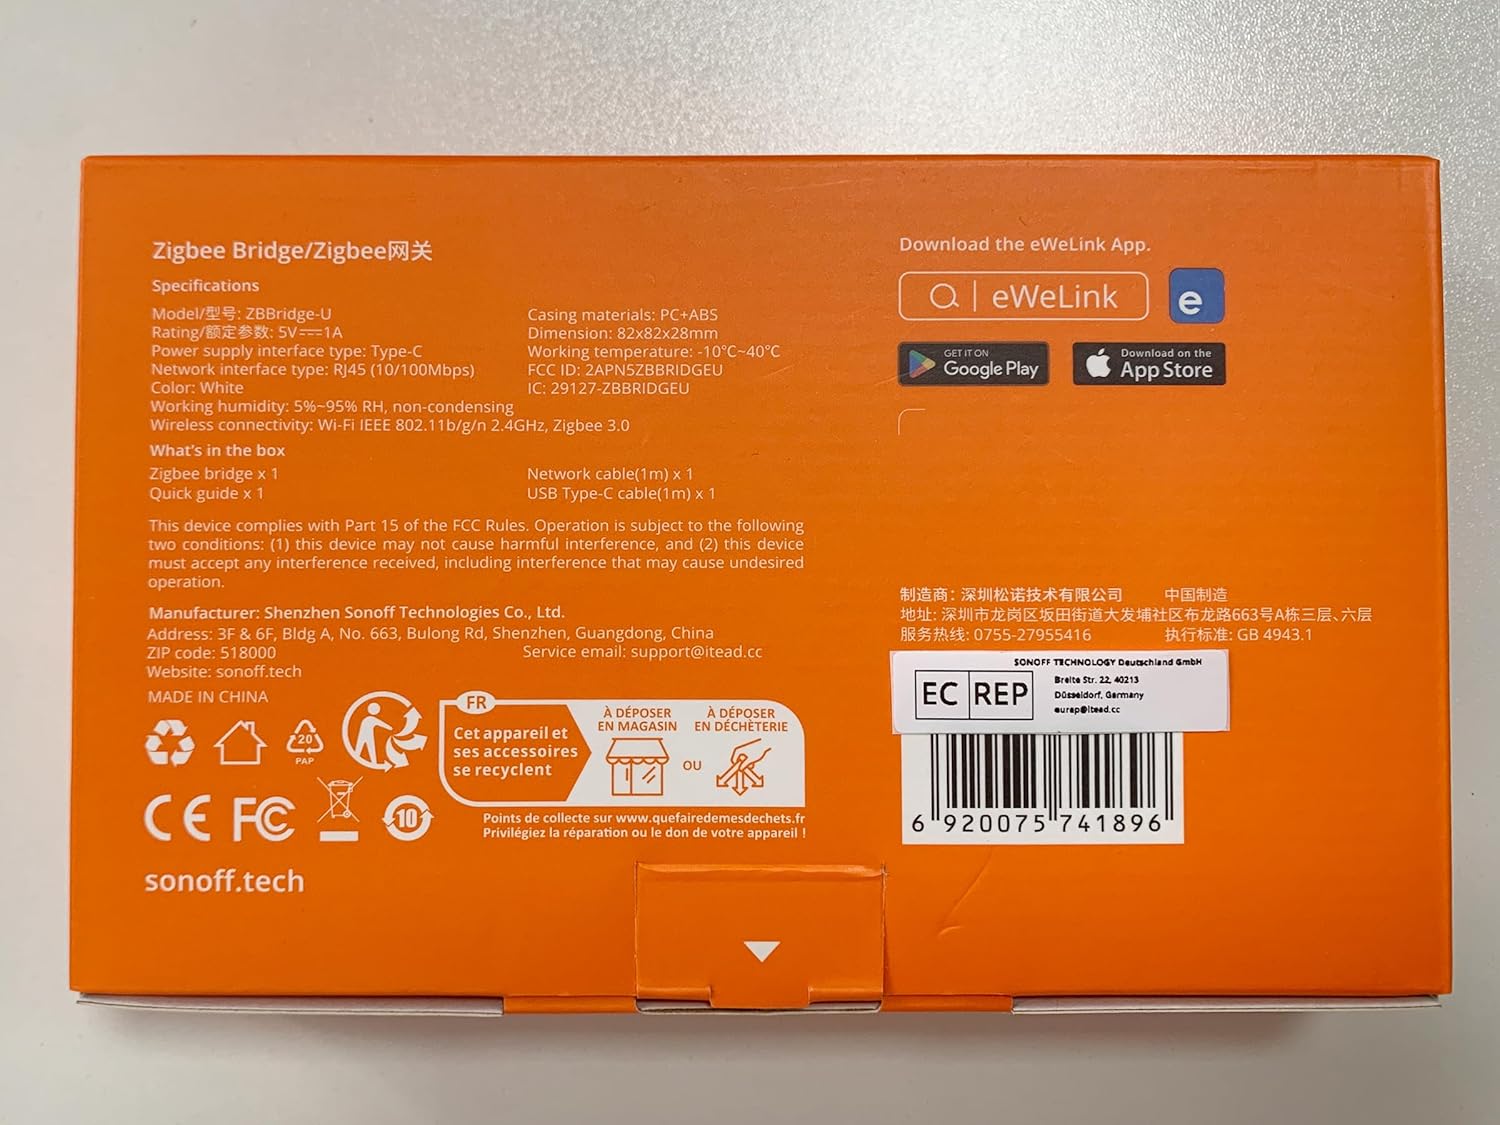 Zigbee Bridge/Zigbee网关
Specifications
Model/型号: ZBBridge-U
Rating/额定参数: 5V⎓1A
Power supply interface type: Type-C
Network interface type: RJ45 (10/100Mbps)
Color: White
Working humidity: 5%~95% RH, non-condensing
Wireless connectivity: Wi-Fi IEEE 802.11b/g/n 2.4GHz, Zigbee 3.0
Casing materials: PC+ABS
Dimension: 82x82x28mm
Working temperature: -10℃~40℃
FCC ID: 2APN5ZBBRIDGEU
IC: 29127-ZBBRIDGEU
What's in the box
Zigbee bridge x 1
Quick guide x 1
Network cable(1m) x 1
USB Type-C cable(1m) x 1
This device complies with Part 15 of the FCC Rules. Operation is subject to the following
two conditions: (1) this device may not cause harmful interference, and (2) this device
must accept any interference received, including interference that may cause undesired
operation.
Manufacturer: Shenzhen Sonoff Technologies Co., Ltd.
Address: 3F & 6F, Bldg A, No. 663, Bulong Rd, Shenzhen, Guangdong, China
ZIP code: 518000
Service email: support@itead.cc
Website: sonoff.tech
MADE IN CHINA
20
PAP
FR
Cet appareil et
ses accessoires
se recyclent
À DÉPOSER
EN MAGASIN
OU
À DÉPOSER
EN DÉCHÈTERIE
Points de collecte sur www.quefairedemesdechets.fr
Privilégiez la réparation ou le don de votre appareil !
CE
FC
10
sonoff.tech
Download the eWeLink App.
eWeLink
e
GET IT ON
Google Play
Download on the
App Store
制造商: 深圳松诺技术有限公司
中国制造
地址: 深圳市龙岗区坂田街道大发埔社区布龙路663号A栋三层、六层
服务热线: 0755-27955416
执行标准: GB 4943.1
EC REP
SONOFF TECHNOLOGY Deutschland GmbH
Breite Str. 22, 40213
Düsseldorf, Germany
eurep@itead.cc
6 920075 741896